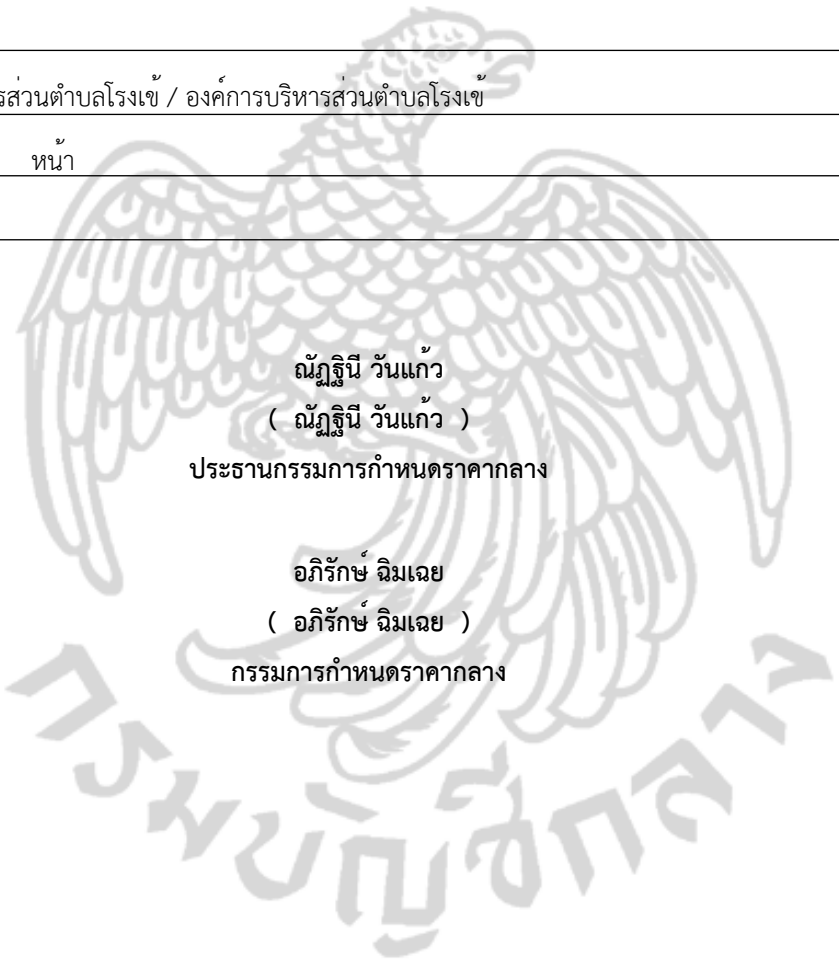 รส่วนตำบลโรงเข้ / องค์การบริหารส่วนตำบลโรงเข้
หน้า
ณัฏฐินี วันแก้ว
( ณัฏฐินี วันแก้ว )
ประธานกรรมการกำหนดราคากลาง
อภิรักษ์ ฉิมเฉย
( อภิรักษ์ ฉิมเฉย )
กรรมการกำหนดราคากลาง
กรมบัญชีกลาง